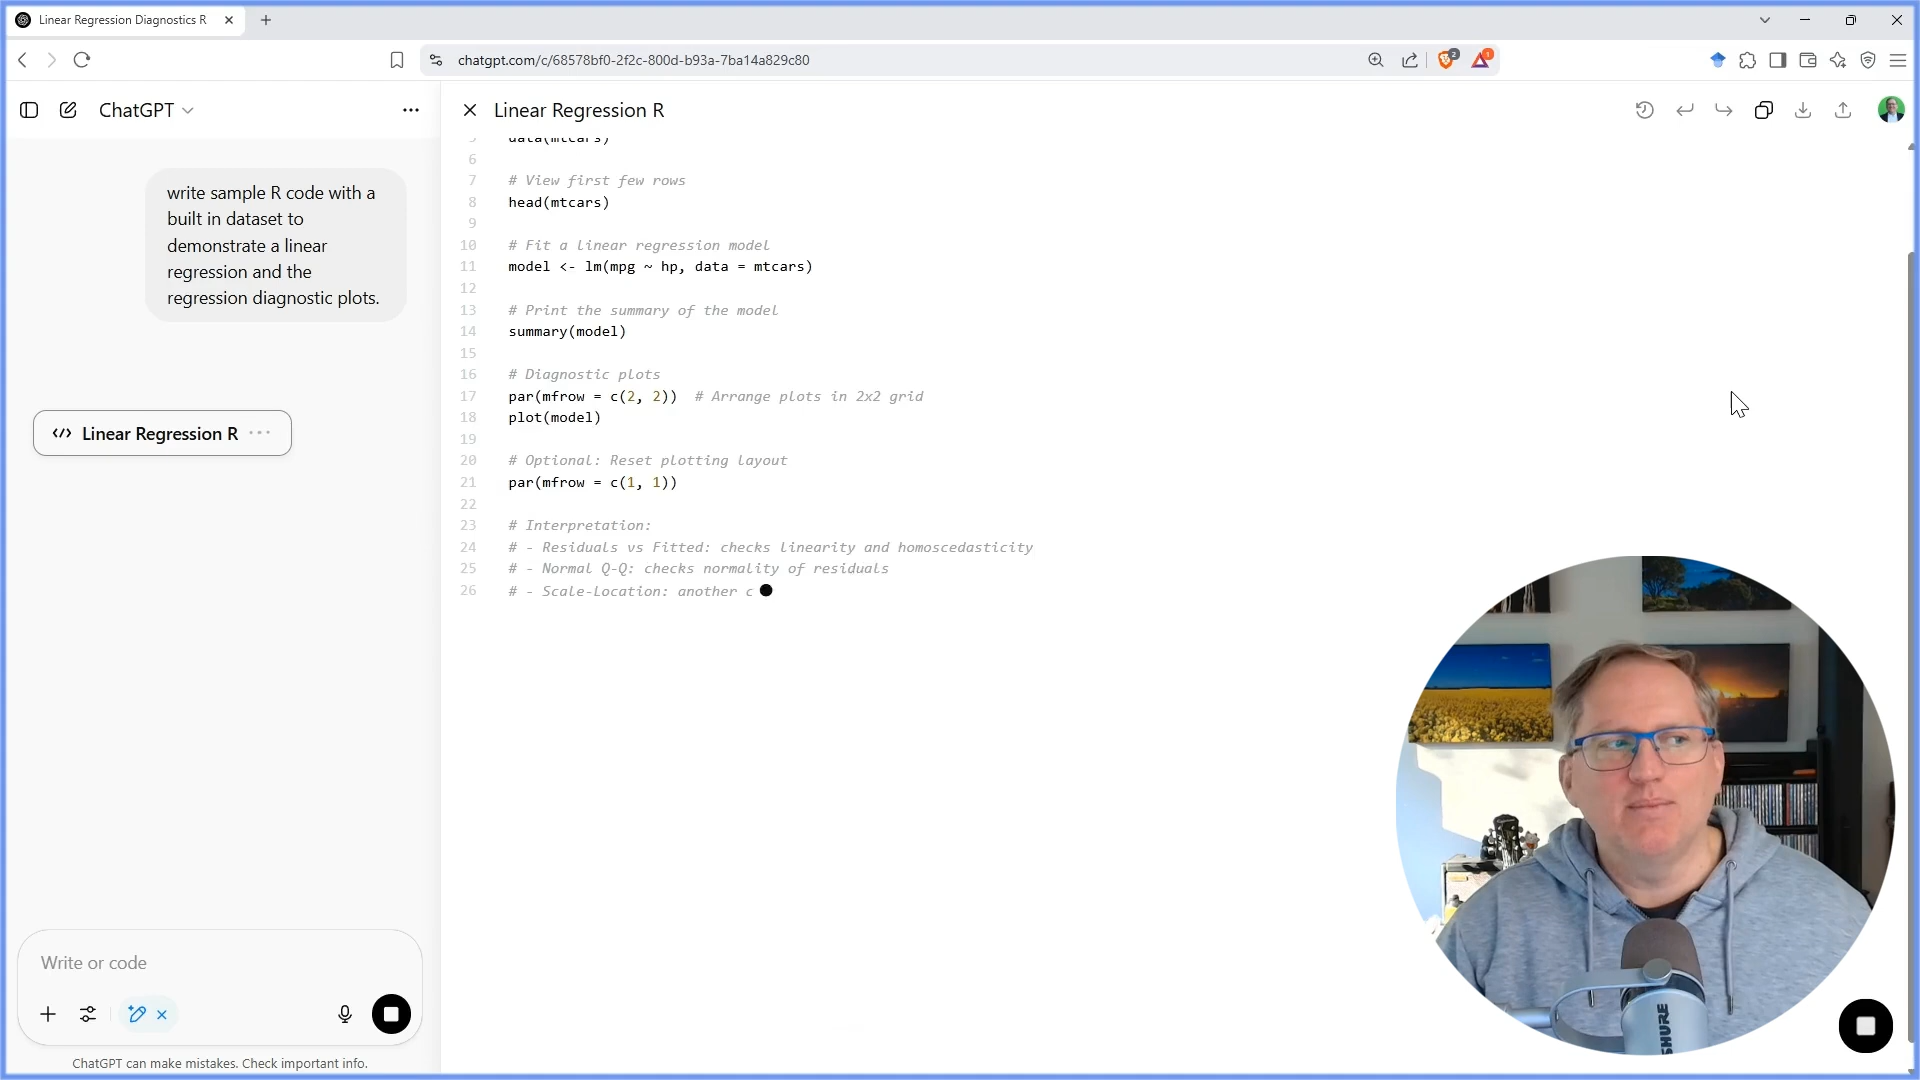 Linear Regression Diagnostics R
chatgpt.com/c/68578bf0-2f2c-800d-b93a-7ba14a829c80
2
1
ChatGPT
Linear Regression R
write sample R code with a
built in dataset to
demonstrate a linear
regression and the
regression diagnostic plots.
Linear Regression R
5 data(mtcars)
6
7 # View first few rows
8 head(mtcars)
9
10 # Fit a linear regression model
11 model <- lm(mpg ~ hp, data = mtcars)
12
13 # Print the summary of the model
14 summary(model)
15
16 # Diagnostic plots
17 par(mfrow = c(2, 2))  # Arrange plots in 2x2 grid
18 plot(model)
19
20 # Optional: Reset plotting layout
21 par(mfrow = c(1, 1))
22
23 # Interpretation:
24 # - Residuals vs Fitted: checks linearity and homoscedasticity
25 # - Normal Q-Q: checks normality of residuals
26 # - Scale-Location: another c
Write or code
ChatGPT can make mistakes. Check important info.
SHURE